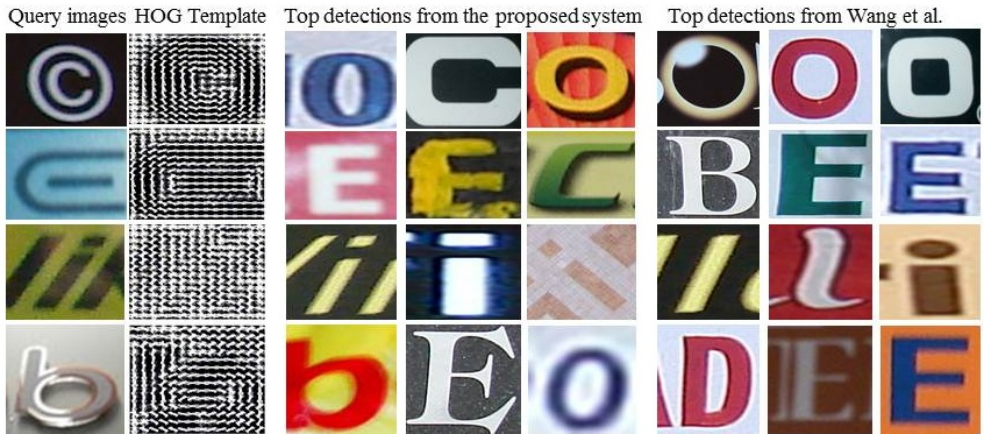 Query images HOG Template Top detections from the proposed system Top detections from Wang et al.
© O C O O O
E E C B E E
i i i l i
b b E O D E E